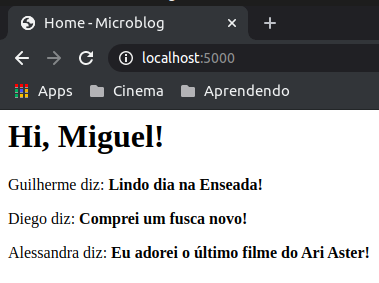 Home - Microblog
localhost:5000
Apps Cinema Aprendendo
Hi, Miguel!
Guilherme diz: Lindo dia na Enseada!
Diego diz: Comprei um fusca novo!
Alessandra diz: Eu adorei o último filme do Ari Aster!